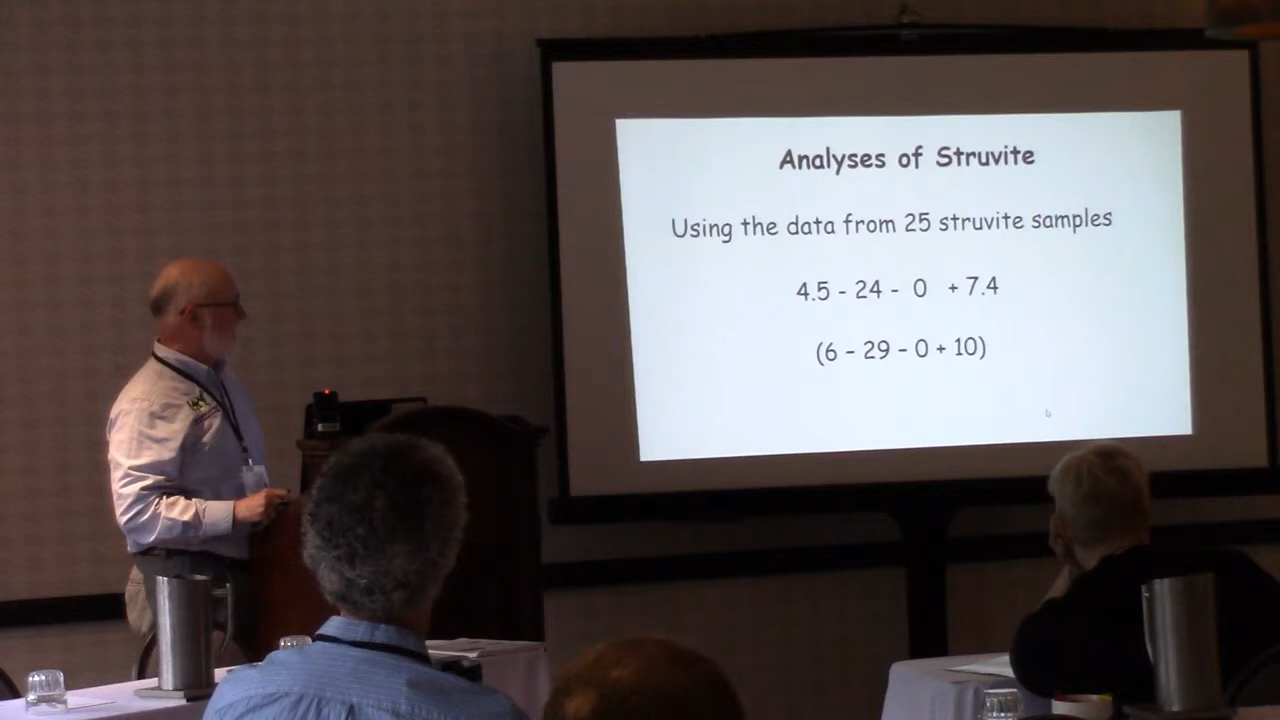 Analyses of Struvite
Using the data from 25 struvite samples
4.5 - 24 - 0 + 7.4
(6 - 29 - 0 + 10)